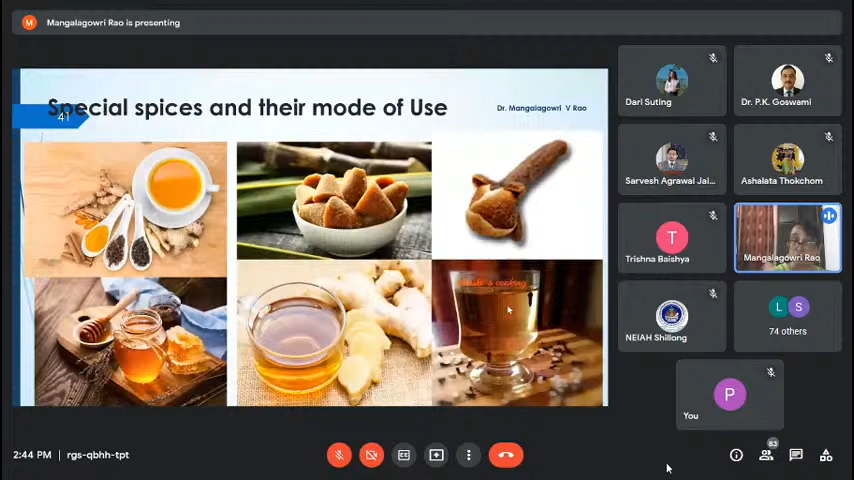 M
Mangalagowri Rao is presenting
Special spices and their mode of Use
41
Dr. Mangalagowri V Rao
cooking
Dari Suting
Dr. P.K. Goswami
Sarvesh Agrawal Jai...
Ashalata Thokchom
T
Trishna Baishya
Mangalagowri Rao
NEIAH Shillong
L
S
74 others
P
You
2:44 PM | rgs-qbhh-tpt
83